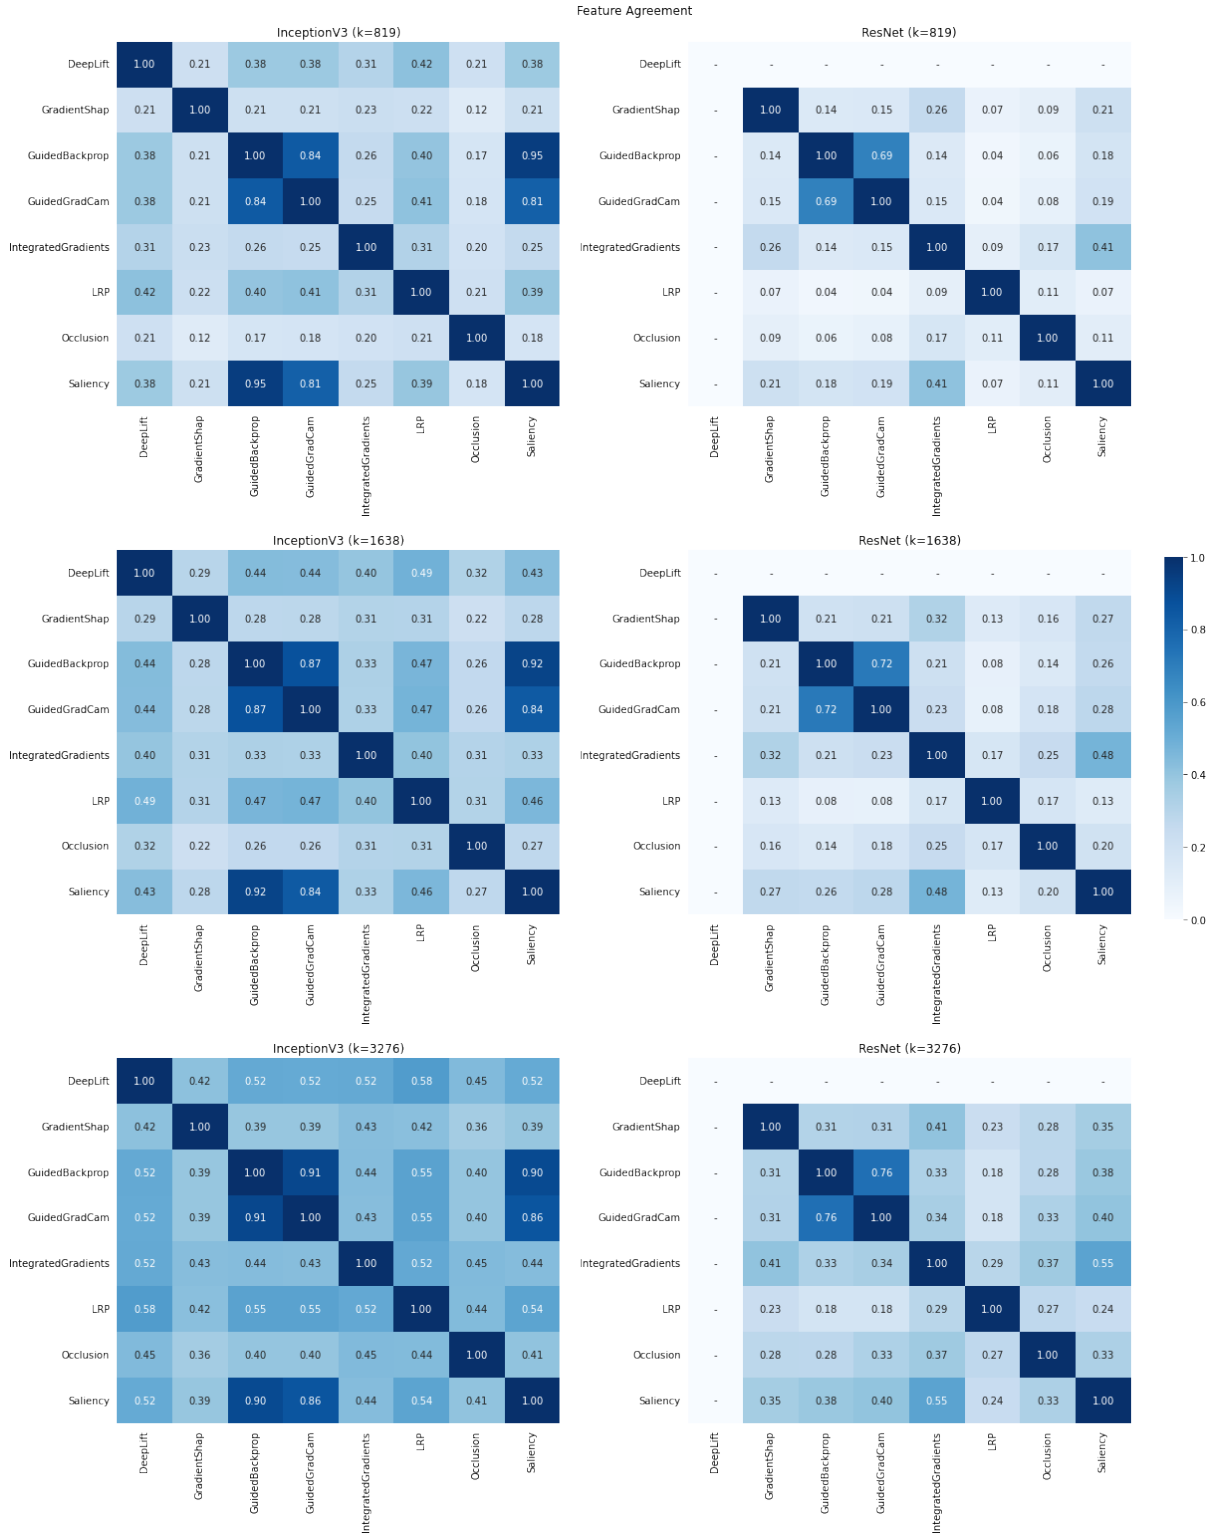 Feature Agreement
InceptionV3 (k=819)
DeepLift 1.00 0.21 0.38 0.38 0.31 0.42 0.21 0.38
GradientShap 0.21 1.00 0.21 0.21 0.23 0.22 0.12 0.21
GuidedBackprop 0.38 0.21 1.00 0.84 0.26 0.40 0.17 0.95
GuidedGradCam 0.38 0.21 0.84 1.00 0.25 0.41 0.18 0.81
IntegratedGradients 0.31 0.23 0.26 0.25 1.00 0.31 0.20 0.25
LRP 0.42 0.22 0.40 0.41 0.31 1.00 0.21 0.39
Occlusion 0.21 0.12 0.17 0.18 0.20 0.21 1.00 0.18
Saliency 0.38 0.21 0.95 0.81 0.25 0.39 0.18 1.00
DeepLift GradientShap GuidedBackprop GuidedGradCam IntegratedGradients LRP Occlusion Saliency
ResNet (k=819)
DeepLift - - - - - - - -
GradientShap - 1.00 0.14 0.15 0.26 0.07 0.09 0.21
GuidedBackprop - 0.14 1.00 0.69 0.14 0.04 0.06 0.18
GuidedGradCam - 0.15 0.69 1.00 0.15 0.04 0.08 0.19
IntegratedGradients - 0.26 0.14 0.15 1.00 0.09 0.17 0.41
LRP - 0.07 0.04 0.04 0.09 1.00 0.11 0.07
Occlusion - 0.09 0.06 0.08 0.17 0.11 1.00 0.11
Saliency - 0.21 0.18 0.19 0.41 0.07 0.11 1.00
DeepLift GradientShap GuidedBackprop GuidedGradCam IntegratedGradients LRP Occlusion Saliency
InceptionV3 (k=1638)
DeepLift 1.00 0.29 0.44 0.44 0.40 0.49 0.32 0.43
GradientShap 0.29 1.00 0.28 0.28 0.31 0.31 0.22 0.28
GuidedBackprop 0.44 0.28 1.00 0.87 0.33 0.47 0.26 0.92
GuidedGradCam 0.44 0.28 0.87 1.00 0.33 0.47 0.26 0.84
IntegratedGradients 0.40 0.31 0.33 0.33 1.00 0.40 0.31 0.33
LRP 0.49 0.31 0.47 0.47 0.40 1.00 0.31 0.46
Occlusion 0.32 0.22 0.26 0.26 0.31 0.31 1.00 0.27
Saliency 0.43 0.28 0.92 0.84 0.33 0.46 0.27 1.00
DeepLift GradientShap GuidedBackprop GuidedGradCam IntegratedGradients LRP Occlusion Saliency
ResNet (k=1638)
DeepLift - - - - - - - -
GradientShap - 1.00 0.21 0.21 0.32 0.13 0.16 0.27
GuidedBackprop - 0.21 1.00 0.72 0.21 0.08 0.14 0.26
GuidedGradCam - 0.21 0.72 1.00 0.23 0.08 0.18 0.28
IntegratedGradients - 0.32 0.21 0.23 1.00 0.17 0.25 0.48
LRP - 0.13 0.08 0.08 0.17 1.00 0.17 0.13
Occlusion - 0.16 0.14 0.18 0.25 0.17 1.00 0.20
Saliency - 0.27 0.26 0.28 0.48 0.13 0.20 1.00
DeepLift GradientShap GuidedBackprop GuidedGradCam IntegratedGradients LRP Occlusion Saliency
1.0
0.8
0.6
0.4
0.2
0.0
InceptionV3 (k=3276)
DeepLift 1.00 0.42 0.52 0.52 0.52 0.58 0.45 0.52
GradientShap 0.42 1.00 0.39 0.39 0.43 0.42 0.36 0.39
GuidedBackprop 0.52 0.39 1.00 0.91 0.44 0.55 0.40 0.90
GuidedGradCam 0.52 0.39 0.91 1.00 0.43 0.55 0.40 0.86
IntegratedGradients 0.52 0.43 0.44 0.43 1.00 0.52 0.45 0.44
LRP 0.58 0.42 0.55 0.55 0.52 1.00 0.44 0.54
Occlusion 0.45 0.36 0.40 0.40 0.45 0.44 1.00 0.41
Saliency 0.52 0.39 0.90 0.86 0.44 0.54 0.41 1.00
DeepLift GradientShap GuidedBackprop GuidedGradCam IntegratedGradients LRP Occlusion Saliency
ResNet (k=3276)
DeepLift - - - - - - - -
GradientShap - 1.00 0.31 0.31 0.41 0.23 0.28 0.35
GuidedBackprop - 0.31 1.00 0.76 0.33 0.18 0.28 0.38
GuidedGradCam - 0.31 0.76 1.00 0.34 0.18 0.33 0.40
IntegratedGradients - 0.41 0.33 0.34 1.00 0.29 0.37 0.55
LRP - 0.23 0.18 0.18 0.29 1.00 0.27 0.24
Occlusion - 0.28 0.28 0.33 0.37 0.27 1.00 0.33
Saliency - 0.35 0.38 0.40 0.55 0.24 0.33 1.00
DeepLift GradientShap GuidedBackprop GuidedGradCam IntegratedGradients LRP Occlusion Saliency